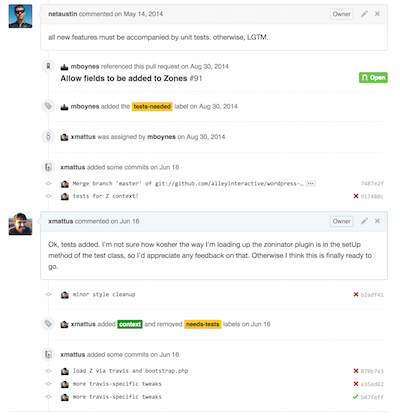 netaustin commented on May 14, 2014 Owner
all new features must be accompanied by unit tests. otherwise, LGTM.
mboynes referenced this pull request on Aug 30, 2014
Allow fields to be added to Zones #91 Open
mboynes added the tests-needed label on Aug 30, 2014
xmattus was assigned by mboynes on Aug 30, 2014
xmattus added some commits on Jun 16
Merge branch 'master' of git://github.com/alleyinteractive/wordpress-… 7487e2f
tests for Z context!
xmattus commented on Jun 16 Owner
Ok, tests added. I'm not sure how kosher the way I'm loading up the zoninator plugin is in the setUp
method of the test class, so I'd appreciate any feedback on that. Otherwise I think this is finally ready to
go.
minor style cleanup b2adf41
xmattus added context and removed needs-tests labels on Jun 16
xmattus added some commits on Jun 16
load Z via travis and bootstrap.php 870b7e3
more travis-specific tweaks e35ed62
more travis-specific tweaks b67feff